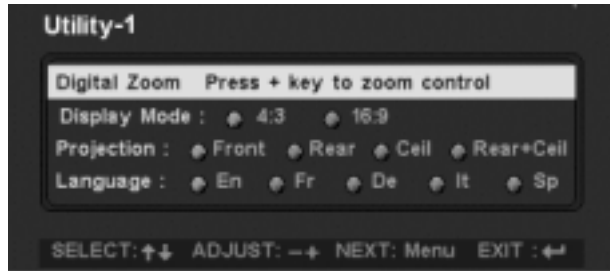 Utility-1
Digital Zoom Press + key to zoom control
Display Mode : 4:3 16:9
Projection : Front Rear Ceil Rear+Ceil
Language : En Fr De It Sp
SELECT:↑↓ ADJUST:−+ NEXT: Menu EXIT :↵